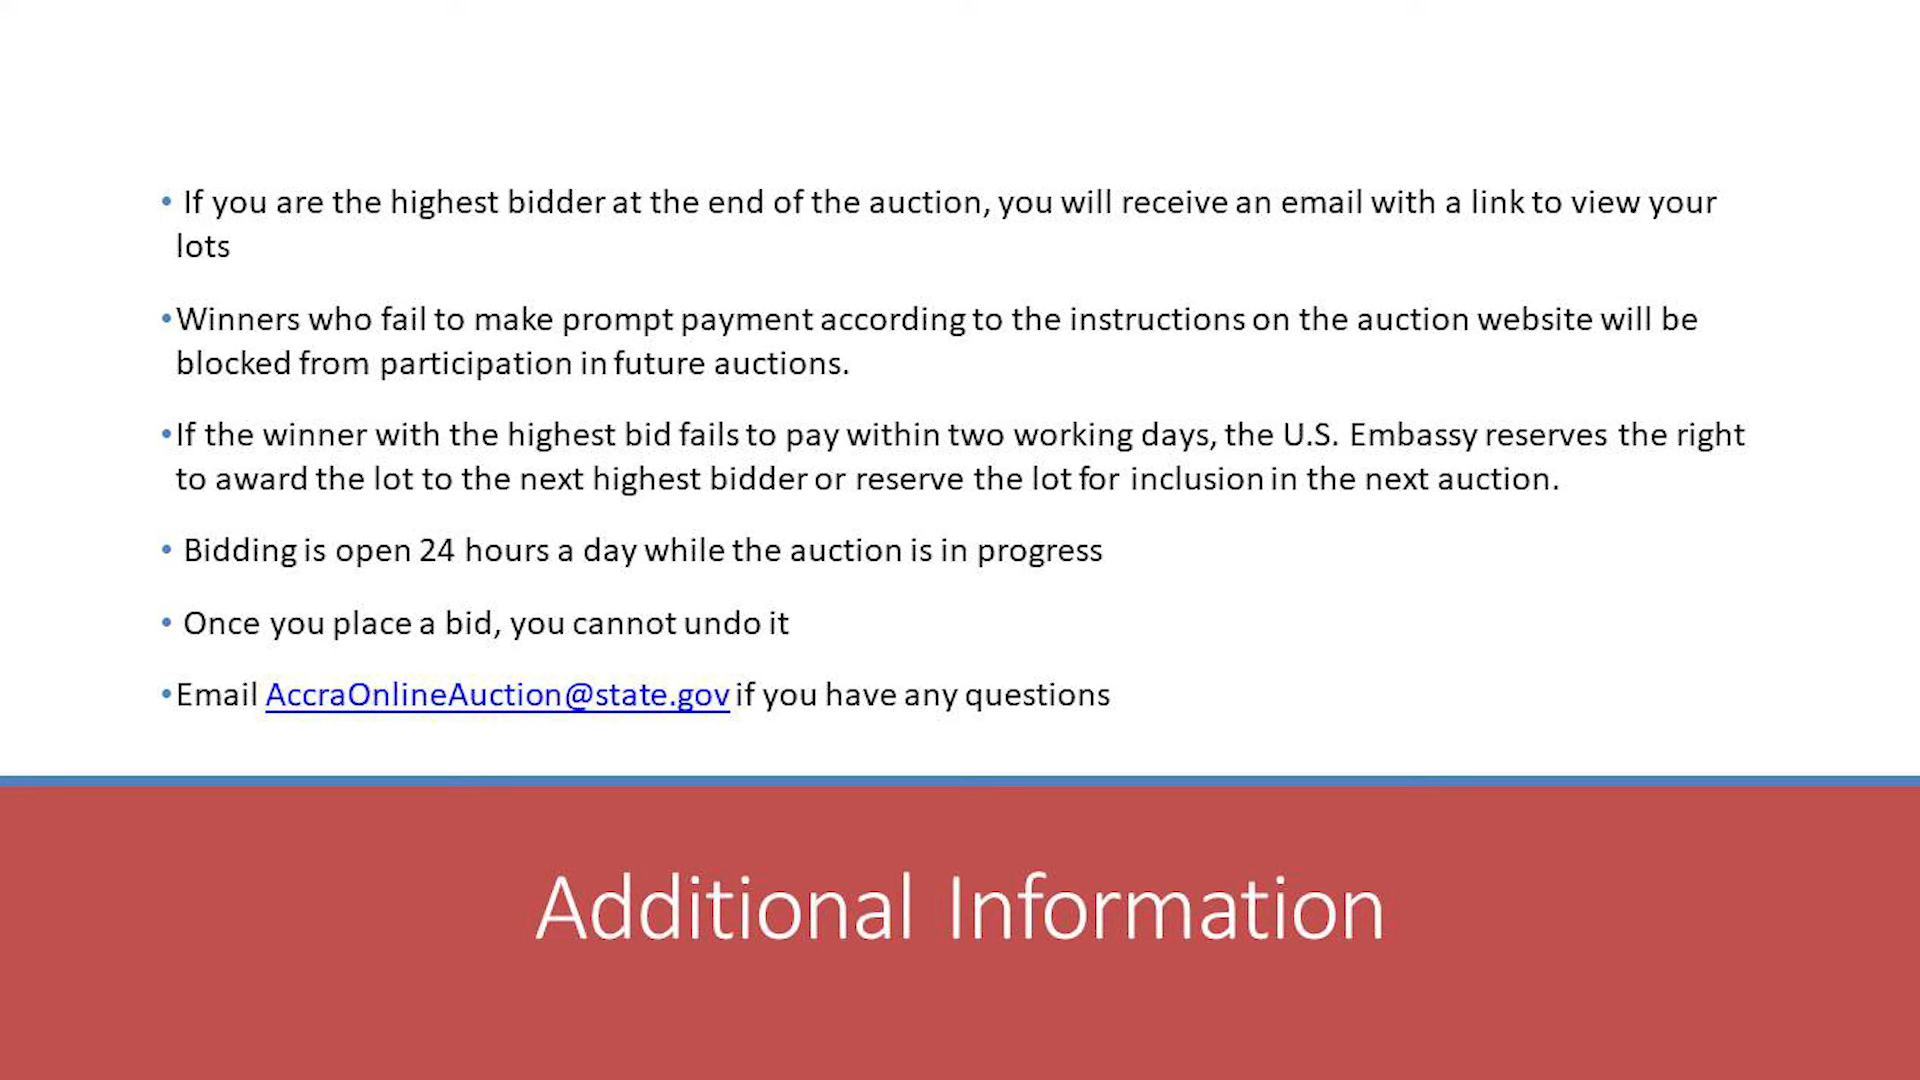 • If you are the highest bidder at the end of the auction, you will receive an email with a link to view your
lots
•Winners who fail to make prompt payment according to the instructions on the auction website will be
blocked from participation in future auctions.
•If the winner with the highest bid fails to pay within two working days, the U.S. Embassy reserves the right
to award the lot to the next highest bidder or reserve the lot for inclusion in the next auction.
• Bidding is open 24 hours a day while the auction is in progress
• Once you place a bid, you cannot undo it
•Email AccraOnlineAuction@state.gov if you have any questions
Additional Information